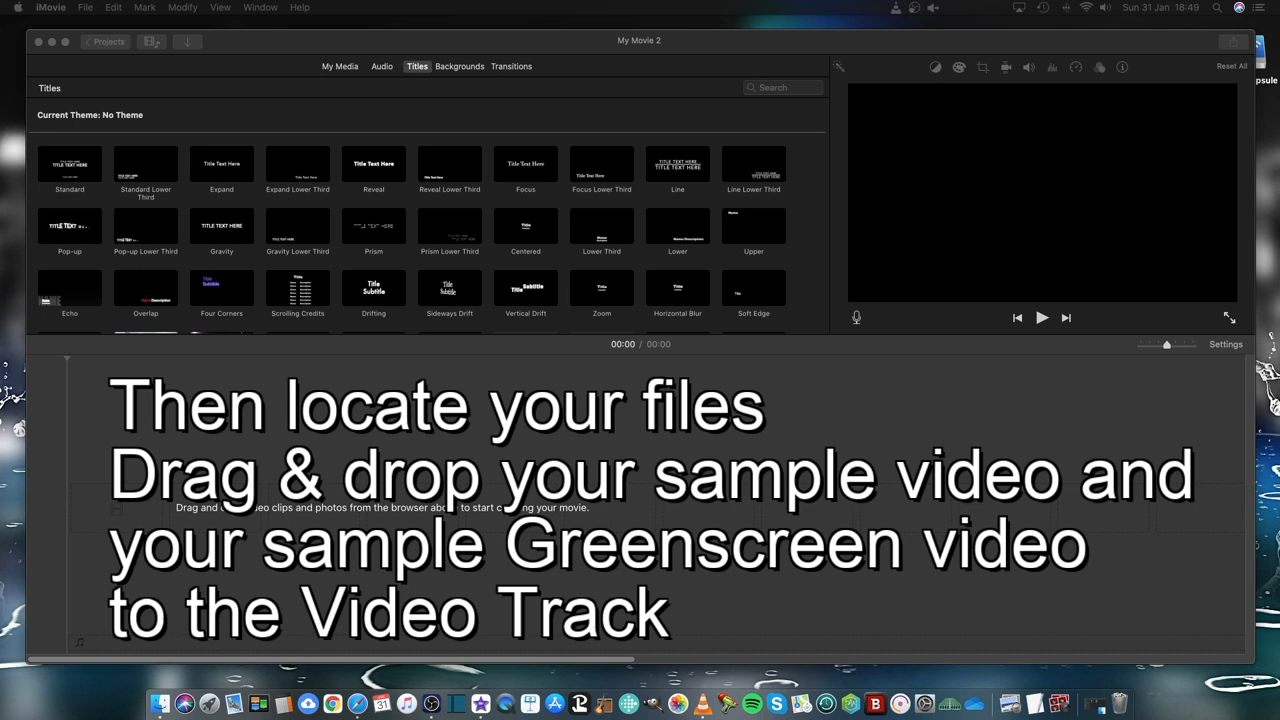 iMovie File Edit Mark Modify View Window Help
Sun 31 Jan 18:49
Projects
My Movie 2
My Media Audio Titles Backgrounds Transitions
Reset All
Titles
Search
Current Theme: No Theme
Standard
Standard Lower Third
Expand
Expand Lower Third
Reveal
Reveal Lower Third
Focus
Focus Lower Third
Line
Line Lower Third
Pop-up
Pop-up Lower Third
Gravity
Gravity Lower Third
Prism
Prism Lower Third
Centered
Lower Third
Lower
Upper
Echo
Overlap
Four Corners
Scrolling Credits
Drifting
Sideways Drift
Vertical Drift
Zoom
Horizontal Blur
Soft Edge
00:00 / 00:00
Settings
Then locate your files
Drag & drop your sample video and
your sample Greenscreen video
to the Video Track